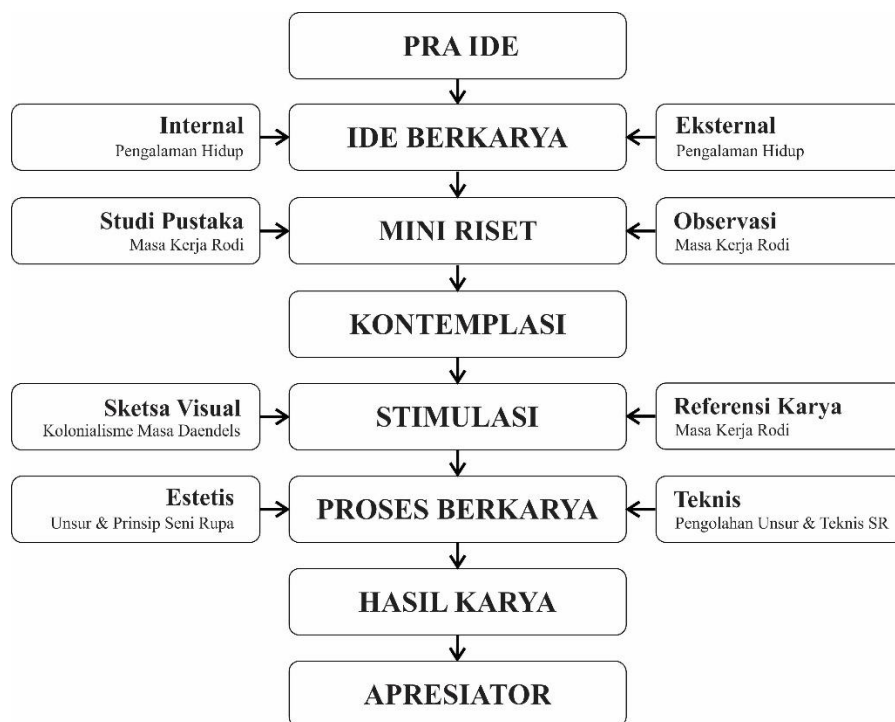 PRA IDE
Internal
Pengalaman Hidup
IDE BERKARYA
Eksternal
Pengalaman Hidup
Studi Pustaka
Masa Kerja Rodi
MINI RISET
Observasi
Masa Kerja Rodi
KONTEMPLASI
Sketsa Visual
Kolonialisme Masa Daendels
STIMULASI
Referensi Karya
Masa Kerja Rodi
Estetis
Unsur & Prinsip Seni Rupa
PROSES BERKARYA
Teknis
Pengolahan Unsur & Teknis SR
HASIL KARYA
APRESIATOR